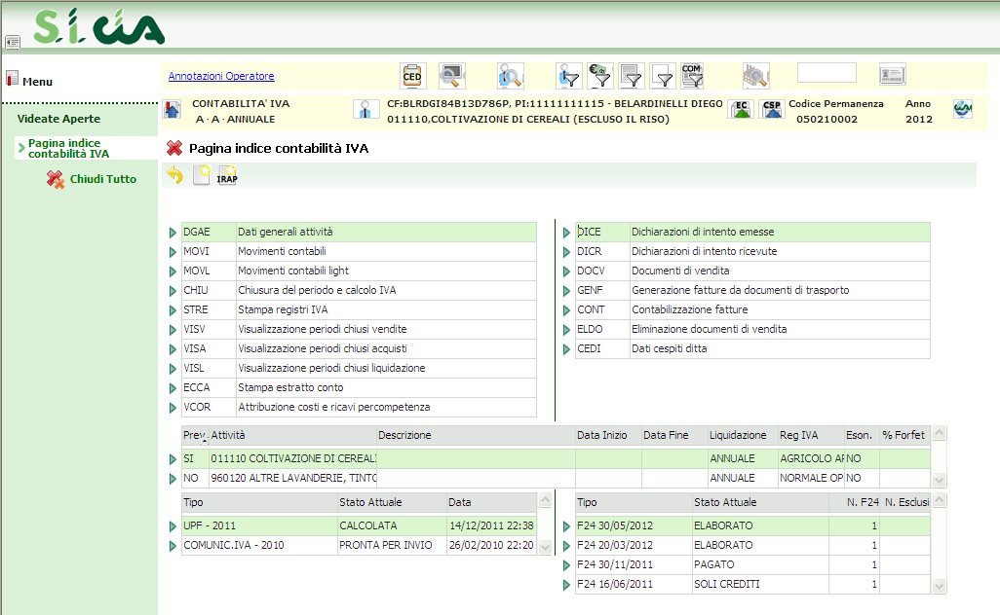 S.i.CIA
Menu
Annotazioni Operatore
CED
COM
CONTABILITA' IVA
A · A · ANNUALE
CF:BLRDGI84B13D786P, PI:11111111115 - BELARDINELLI DIEGO
011110,COLTIVAZIONE DI CEREALI (ESCLUSO IL RISO)
EC
CSP
Codice Permanenza
050210002
Anno
2012
Videate Aperte
Pagina indice
contabilità IVA
Chiudi Tutto
Pagina indice contabilità IVA
IRAP
DGAE Dati generali attività
MOVI Movimenti contabili
MOVL Movimenti contabili light
CHIU Chiusura del periodo e calcolo IVA
STRE Stampa registri IVA
VISV Visualizzazione periodi chiusi vendite
VISA Visualizzazione periodi chiusi acquisti
VISL Visualizzazione periodi chiusi liquidazione
ECCA Stampa estratto conto
VCOR Attribuzione costi e ricavi percompetenza
DICE Dichiarazioni di intento emesse
DICR Dichiarazioni di intento ricevute
DOCV Documenti di vendita
GENF Generazione fatture da documenti di trasporto
CONT Contabilizzazione fatture
ELDO Eliminazione documenti di vendita
CEDI Dati cespiti ditta
Prev. Attività Descrizione Data Inizio Data Fine Liquidazione Reg IVA Eson. % Forfet
SI 011110 COLTIVAZIONE DI CEREALI ANNUALE AGRICOLO AF NO
NO 960120 ALTRE LAVANDERIE, TINTO ANNUALE NORMALE OP NO
Tipo Stato Attuale Data
UPF - 2011 CALCOLATA 14/12/2011 22:38
COMUNIC.IVA - 2010 PRONTA PER INVIO 26/02/2010 22:20
Tipo Stato Attuale N. F24 N. Esclusi
F24 30/05/2012 ELABORATO 1
F24 20/03/2012 ELABORATO 1
F24 30/11/2011 PAGATO 1
F24 16/06/2011 SOLI CREDITI 1